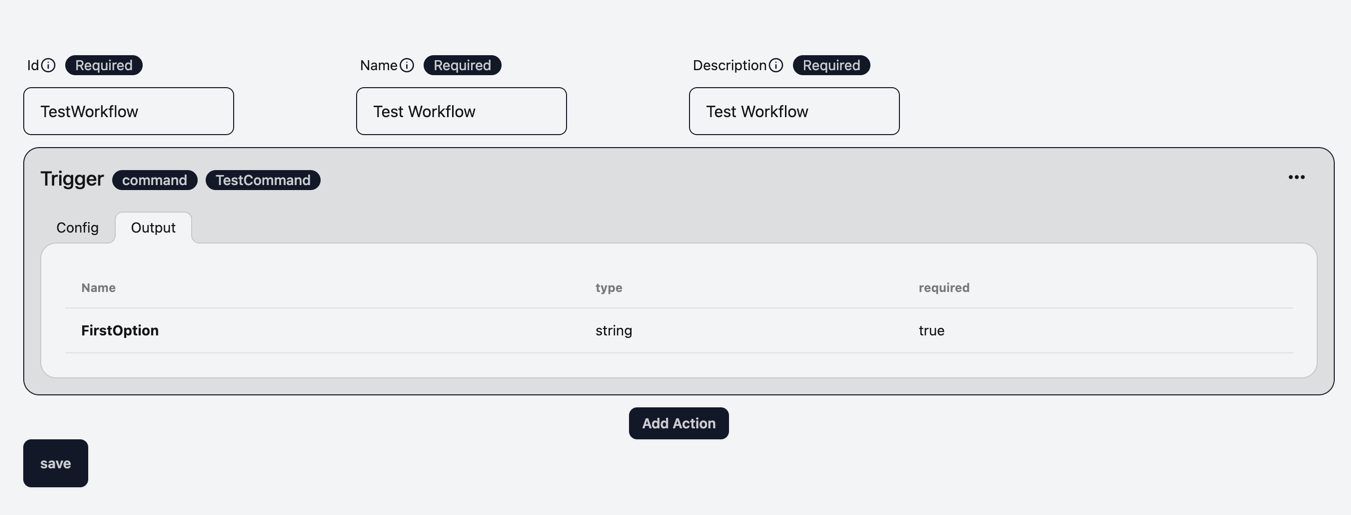 Id Required Name Required Description Required
TestWorkflow Test Workflow Test Workflow
Trigger command TestCommand
Config Output
Name type required
FirstOption string true
Add Action
save